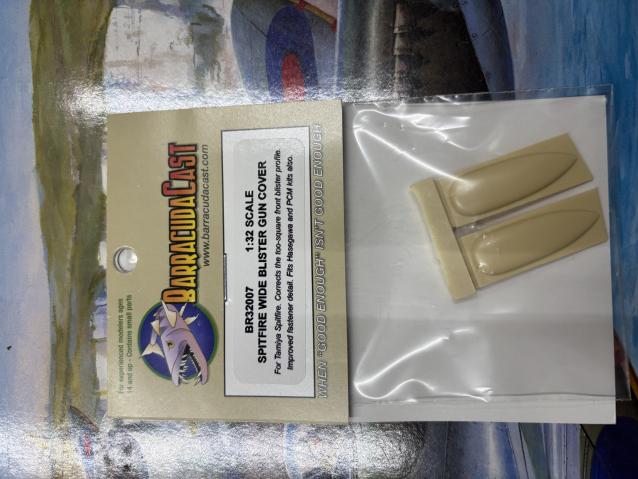 For experienced modelers ages
14 and up - Contains small parts
BARRACUDACAST
www.barracudacast.com
BR32007 1:32 SCALE
SPITFIRE WIDE BLISTER GUN COVER
For Tamiya Spitfire. Corrects the too-square front blister profile.
Improved fastener detail. Fits Hasegawa and PCM kits also.
WHEN "GOOD ENOUGH" ISN'T GOOD ENOUGH